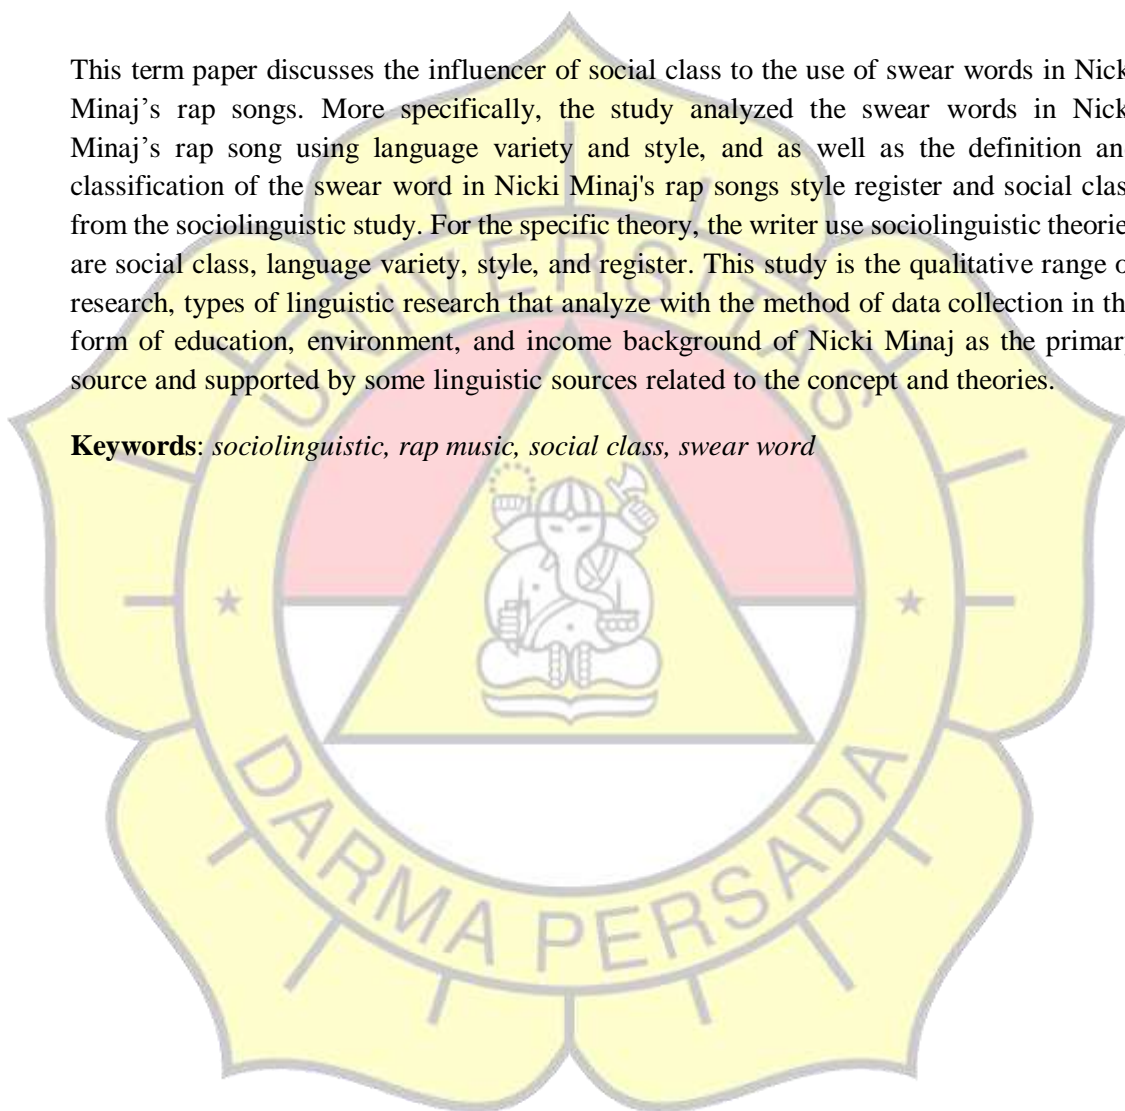 This term paper discusses the influencer of social class to the use of swear words in Nick
Minaj’s rap songs. More specifically, the study analyzed the swear words in Nick
Minaj’s rap song using language variety and style, and as well as the definition an
classification of the swear word in Nicki Minaj's rap songs style register and social clas
from the sociolinguistic study. For the specific theory, the writer use sociolinguistic theorie
are social class, language variety, style, and register. This study is the qualitative range o
research, types of linguistic research that analyze with the method of data collection in th
form of education, environment, and income background of Nicki Minaj as the primar
source and supported by some linguistic sources related to the concept and theories.
Keywords: sociolinguistic, rap music, social class, swear word
UNIVERSITAS
DARMA PERSADA